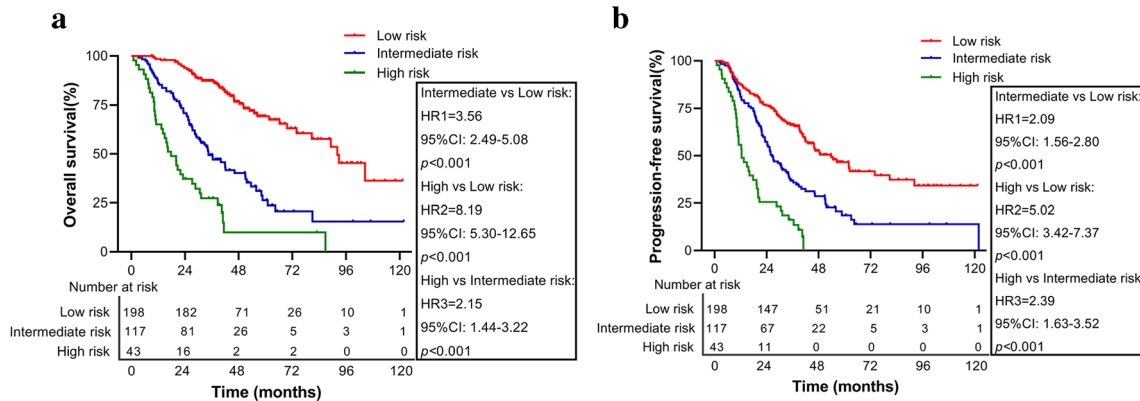 a
Low risk
Intermediate risk
High risk
Overall survival(%)
100
75
50
25
0
0 24 48 72 96 120
Intermediate vs Low risk:
HR1=3.56
95%CI: 2.49-5.08
p<0.001
High vs Low risk:
HR2=8.19
95%CI: 5.30-12.65
p<0.001
High vs Intermediate risk:
HR3=2.15
95%CI: 1.44-3.22
p<0.001
Number at risk
Low risk 198 182 71 26 10 1
Intermediate risk 117 81 26 5 3 1
High risk 43 16 2 2 0 0
0 24 48 72 96 120
Time (months)
b
Low risk
Intermediate risk
High risk
Progression-free survival(%)
100
75
50
25
0
0 24 48 72 96 120
Intermediate vs Low risk:
HR1=2.09
95%CI: 1.56-2.80
p<0.001
High vs Low risk:
HR2=5.02
95%CI: 3.42-7.37
p<0.001
High vs Intermediate risk:
HR3=2.39
95%CI: 1.63-3.52
p<0.001
Number at risk
Low risk 198 147 51 21 10 1
Intermediate risk 117 67 22 5 3 1
High risk 43 11 0 0 0 0
0 24 48 72 96 120
Time (months)